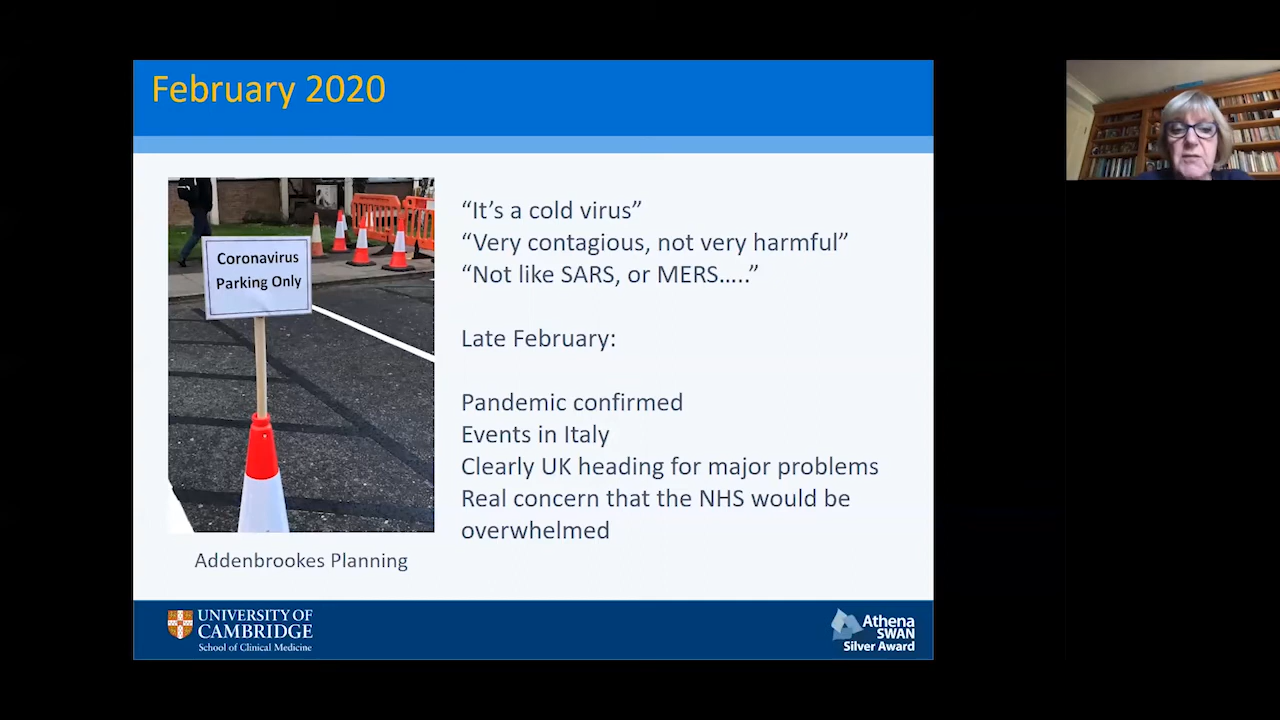 February 2020
Coronavirus
Parking Only
Addenbrookes Planning
“It’s a cold virus”
“Very contagious, not very harmful”
“Not like SARS, or MERS…..”
Late February:
Pandemic confirmed
Events in Italy
Clearly UK heading for major problems
Real concern that the NHS would be
overwhelmed
UNIVERSITY OF
CAMBRIDGE
School of Clinical Medicine
Athena
SWAN
Silver Award